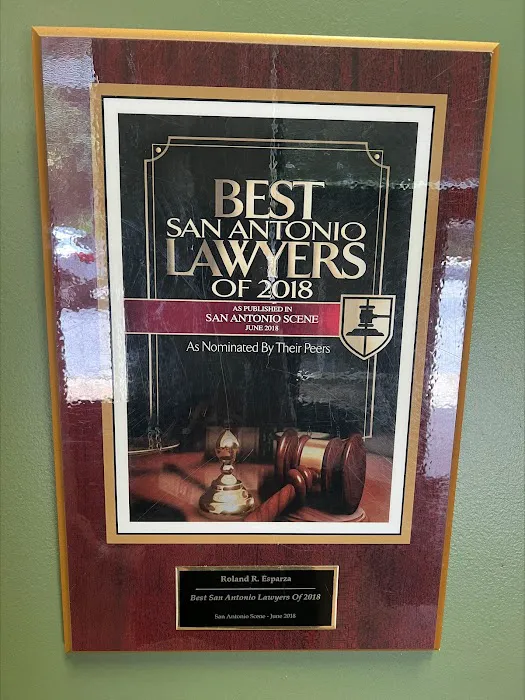 BEST
SAN ANTONIO
LAWYERS
OF 2018
AS PUBLISHED IN
SAN ANTONIO SCENE
JUNE 2018
As Nominated By Their Peers
Roland R. Esparza
Best San Antonio Lawyers Of 2018
San Antonio Scene - June 2018